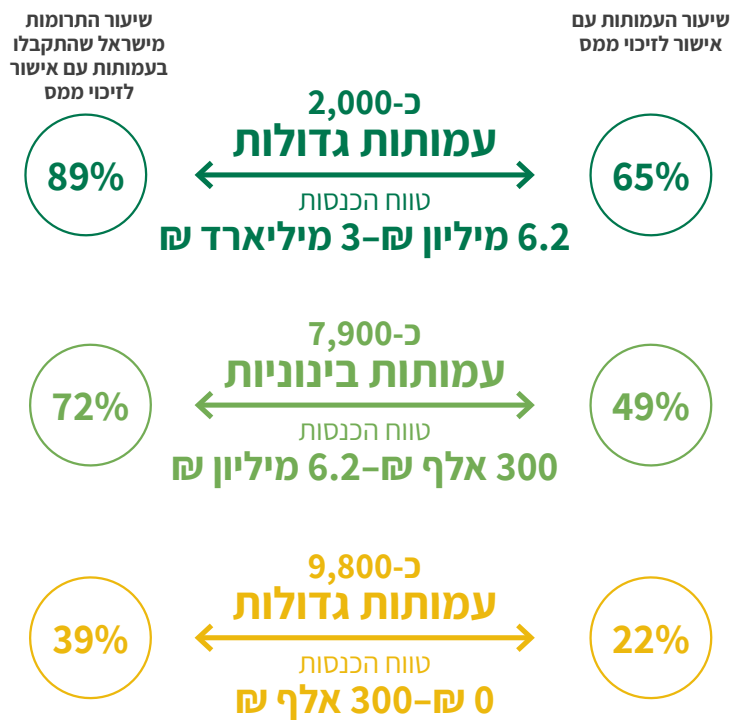 שיעור העמותות עם
אישור לזיכוי ממס
שיעור התרומות
מישראל שהתקבלו
בעמותות עם אישור
לזיכוי ממס
כ-2,000
עמותות גדולות
65%
89%
טווח הכנסות
6.2 מיליון ₪–3 מיליארד ₪
כ-7,900
עמותות בינוניות
49%
72%
טווח הכנסות
300 אלף ₪–6.2 מיליון ₪
כ-9,800
עמותות גדולות
22%
39%
טווח הכנסות
0 ₪–300 אלף ₪